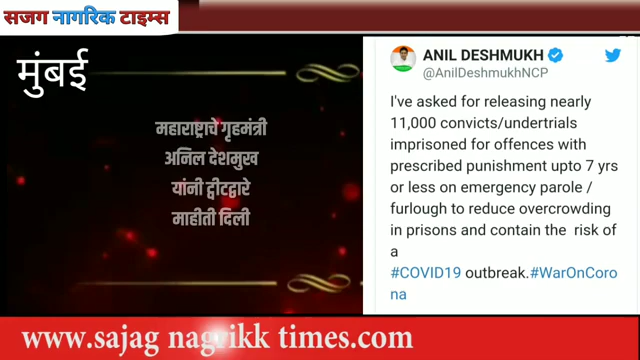 सजग नागरिक टाइम्स
मुंबई
महाराष्ट्राचे गृहमंत्री
अनिल देशमुख
यांनी ट्वीटद्वारे
माहीती दिली
ANIL DESHMUKH
@AnilDeshmukhNCP
I've asked for releasing nearly
11,000 convicts/undertrials
imprisoned for offences with
prescribed punishment upto 7 yrs
or less on emergency parole /
furlough to reduce overcrowding
in prisons and contain the risk of
a
#COVID19 outbreak.#WarOnCoro
na
www.sajag nagrikk times.com